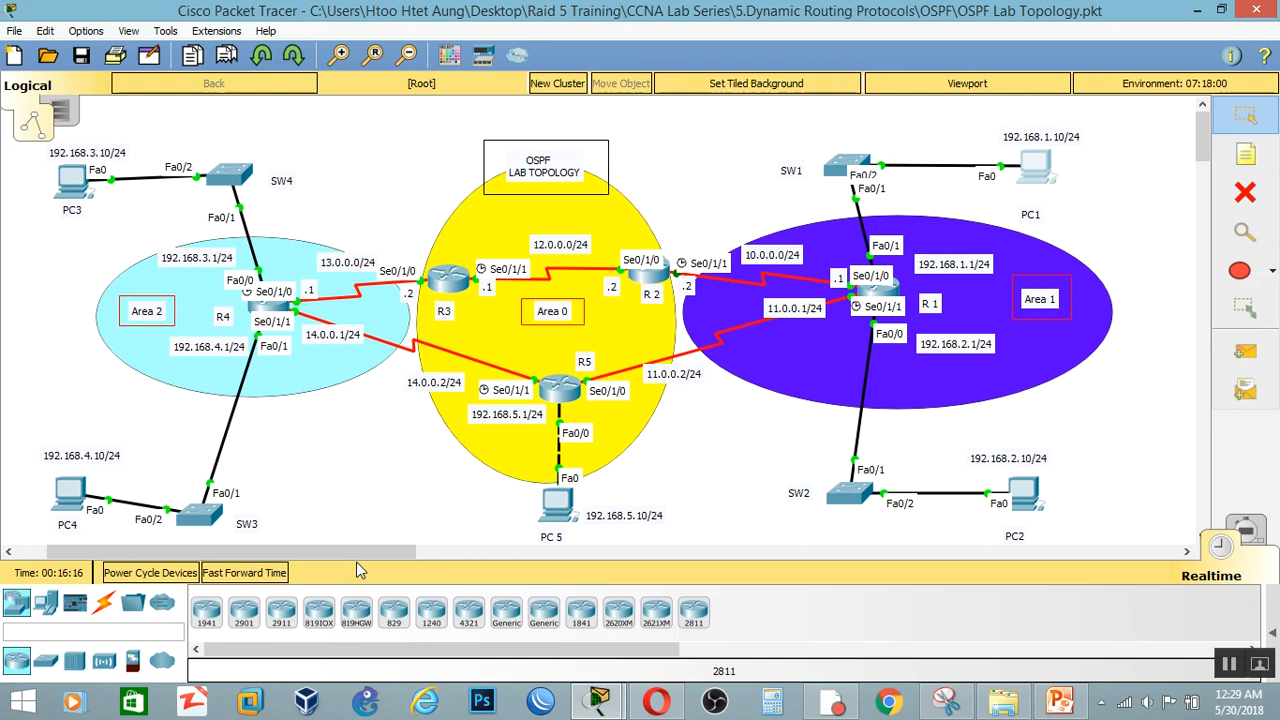 Cisco Packet Tracer - C:\Users\Htoo Htet Aung\Desktop\Raid 5 Training\CCNA Lab Series\5.Dynamic Routing Protocols\OSPF\OSPF Lab Topology.pkt
File Edit Options View Tools Extensions Help
Logical
Back
[Root]
New Cluster
Move Object
Set Tiled Background
Viewport
Environment: 07:18:00
OSPF
LAB TOPOLOGY
192.168.3.10/24
Fa0
Fa0/2
PC3
SW4
Fa0/1
192.168.3.1/24
Fa0/0
Se0/1/0
.1
Area 2
R4
Se0/1/1
192.168.4.1/24
Fa0/1
13.0.0.0/24
Se0/1/0
.2
14.0.0.1/24
14.0.0.2/24
192.168.4.10/24
PC4
Fa0
Fa0/2
Fa0/1
SW3
R3
Se0/1/1
.1
12.0.0.0/24
Se0/1/0
.2
R 2
Se0/1/1
.2
Area 0
R5
Se0/1/1
Se0/1/0
192.168.5.1/24
Fa0/0
Fa0
PC 5
192.168.5.10/24
11.0.0.2/24
10.0.0.0/24
11.0.0.1/24
.1
Se0/1/0
Se0/1/1
R 1
Fa0/1
192.168.1.1/24
Fa0/0
192.168.2.1/24
Area 1
SW1
Fa0/2
Fa0/1
Fa0
192.168.1.10/24
PC1
192.168.2.10/24
Fa0/1
SW2
Fa0/2
Fa0
PC2
Time: 00:16:16
Power Cycle Devices
Fast Forward Time
Realtime
1941 2901 2911 819IOX 819HGW 829 1240 4321 Generic Generic 1841 2620XM 2621XM 2811
2811
12:29 AM
5/30/2018